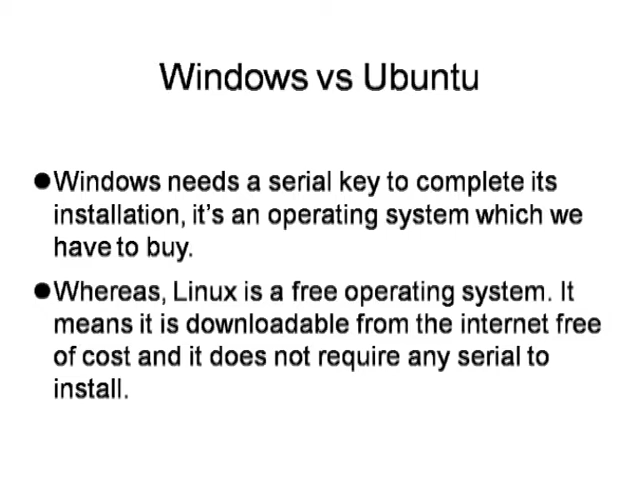 Windows vs Ubuntu
●Windows needs a serial key to complete its
installation, it's an operating system which we
have to buy.
●Whereas, Linux is a free operating system. It
means it is downloadable from the internet free
of cost and it does not require any serial to
install.